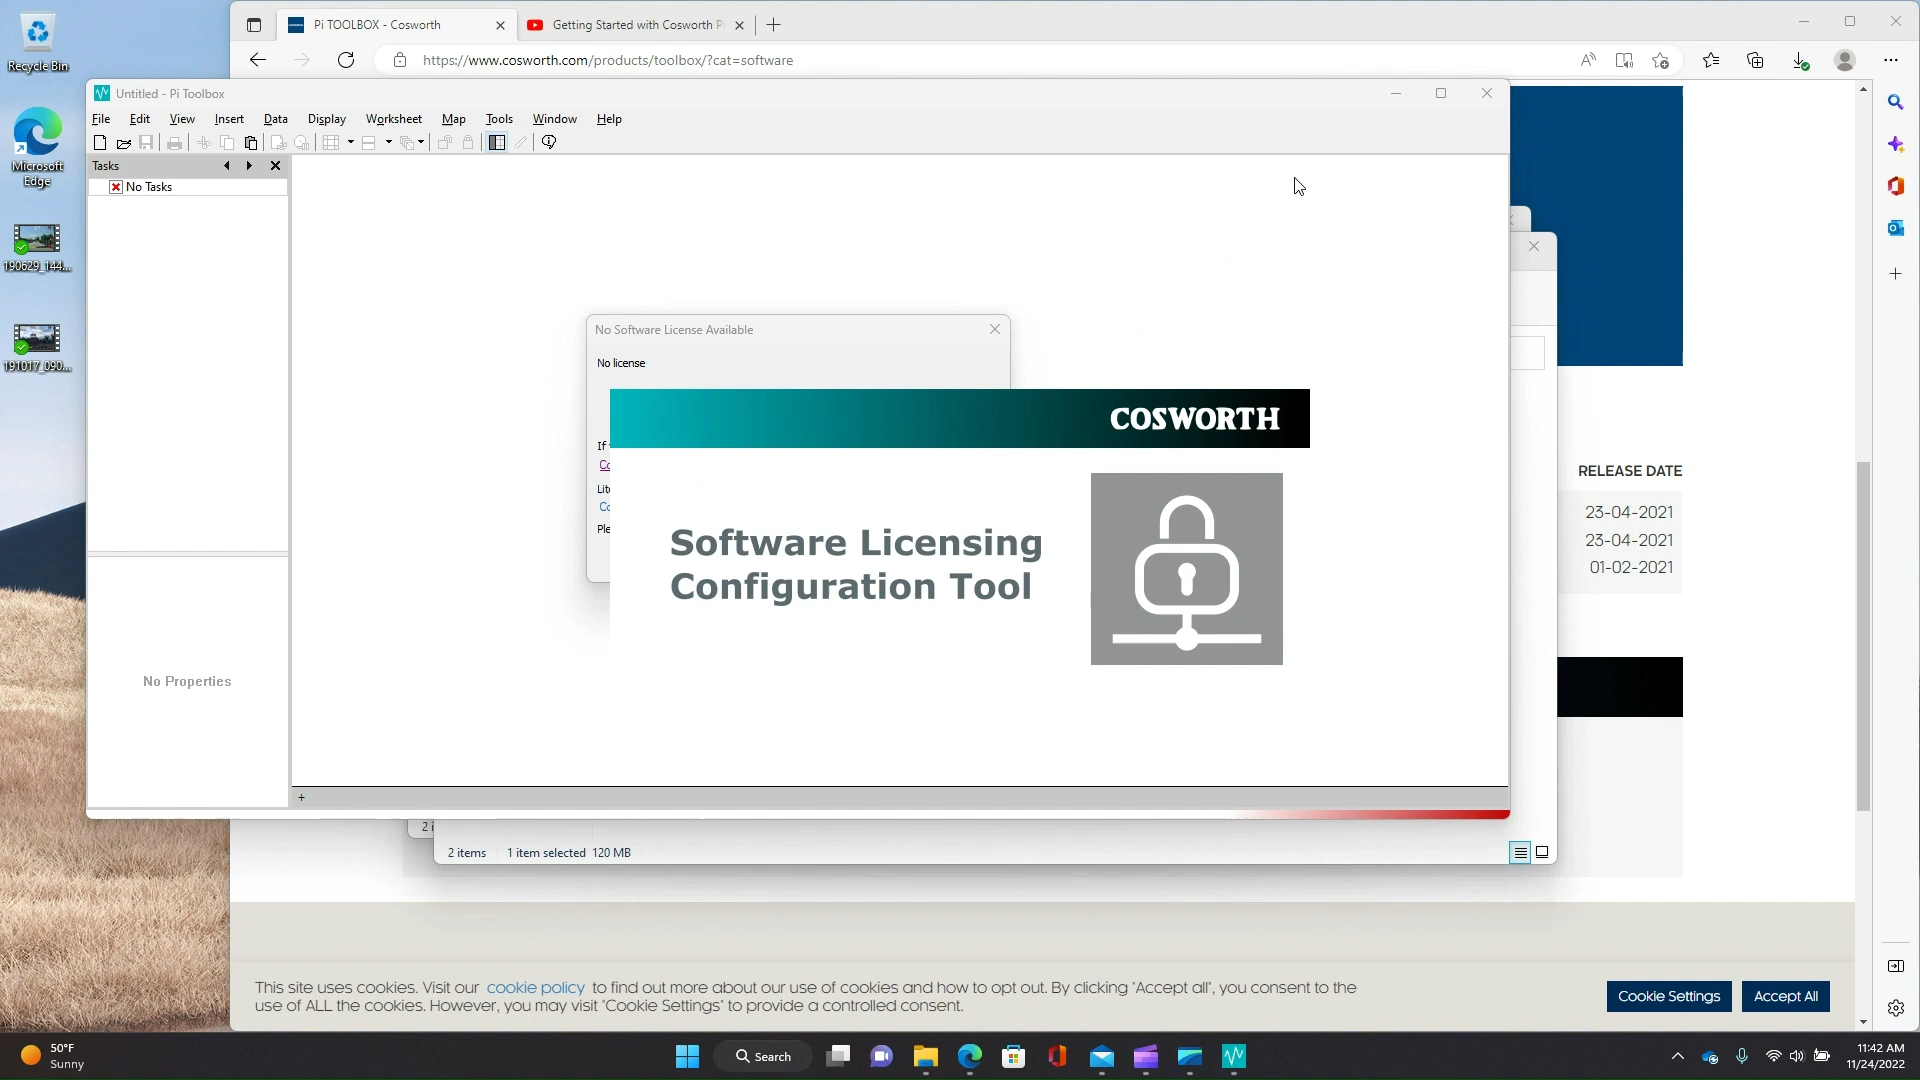 Recycle Bin
Microsoft
Edge
190629_144...
191017_090...
Pi TOOLBOX - Cosworth
Getting Started with Cosworth P
https://www.cosworth.com/products/toolbox/?cat=software
Untitled - Pi Toolbox
File Edit View Insert Data Display Worksheet Map Tools Window Help
Tasks
No Tasks
No Properties
No Software License Available
No license
If
Co
Lite
Co
Ple
COSWORTH
Software Licensing
Configuration Tool
RELEASE DATE
23-04-2021
23-04-2021
01-02-2021
+
2 i
2 items 1 item selected 120 MB
This site uses cookies. Visit our cookie policy to find out more about our use of cookies and how to opt out. By clicking "Accept all", you consent to the
use of ALL the cookies. However, you may visit "Cookie Settings" to provide a controlled consent.
Cookie Settings
Accept All
50°F
Sunny
Search
11:42 AM
11/24/2022